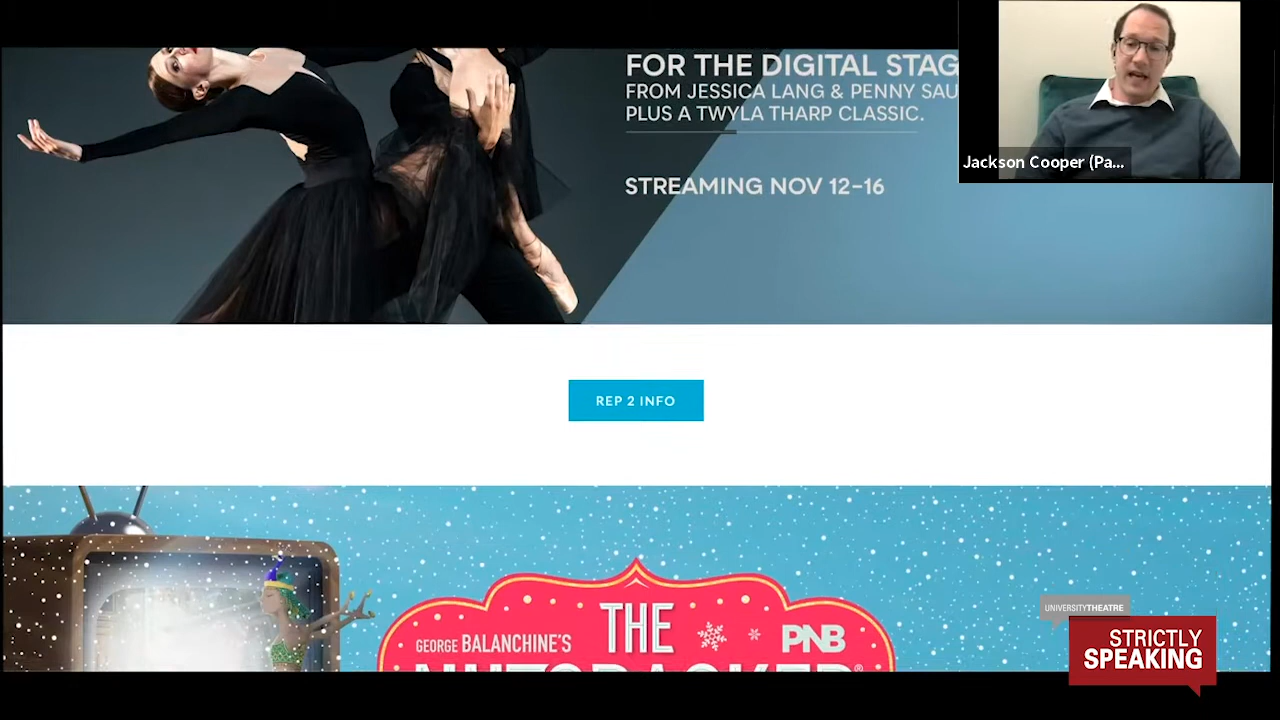 FOR THE DIGITAL STAG
FROM JESSICA LANG & PENNY SAU
PLUS A TWYLA THARP CLASSIC.
STREAMING NOV 12-16
Jackson Cooper (Pa...
REP 2 INFO
GEORGE BALANCHINE'S
THE
PNB
NUTCRACKER®
UNIVERSITYTHEATRE
STRICTLY
SPEAKING